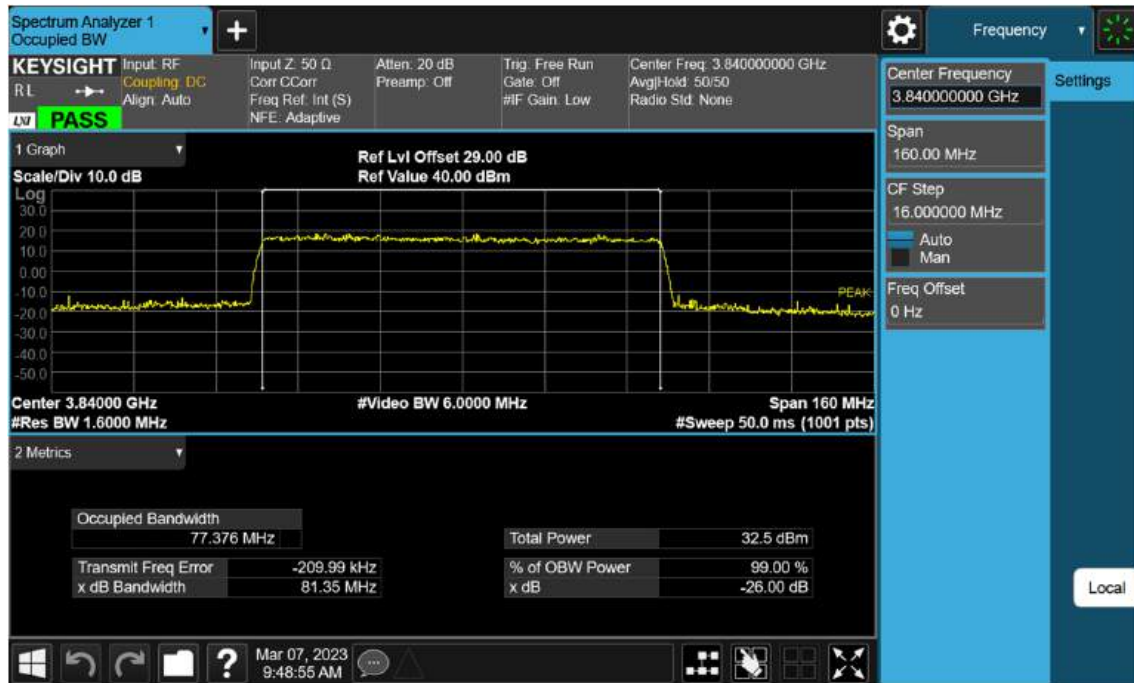 Spectrum Analyzer 1
Occupied BW
Frequency
KEYSIGHT
RL
LXI
PASS
Input: RF
Coupling: DC
Align: Auto
Input Z: 50 Ω
Corr CCorr
Freq Ref: Int (S)
NFE: Adaptive
Atten: 20 dB
Preamp: Off
Trig: Free Run
Gate: Off
#IF Gain: Low
Center Freq: 3.840000000 GHz
Avg|Hold: 50/50
Radio Std: None
Center Frequency
3.840000000 GHz
Settings
Span
160.00 MHz
CF Step
16.000000 MHz
Auto
Man
Freq Offset
0 Hz
Local
1 Graph
Scale/Div 10.0 dB
Ref Lvl Offset 29.00 dB
Ref Value 40.00 dBm
Log
30.0
20.0
10.0
0.00
-10.0
-20.0
-30.0
-40.0
-50.0
PEAK
Center 3.84000 GHz
#Video BW 6.0000 MHz
Span 160 MHz
#Res BW 1.6000 MHz
#Sweep 50.0 ms (1001 pts)
2 Metrics
Occupied Bandwidth
77.376 MHz
Total Power 32.5 dBm
Transmit Freq Error -209.99 kHz
% of OBW Power 99.00 %
x dB Bandwidth 81.35 MHz
x dB -26.00 dB
?
Mar 07, 2023
9:48:55 AM